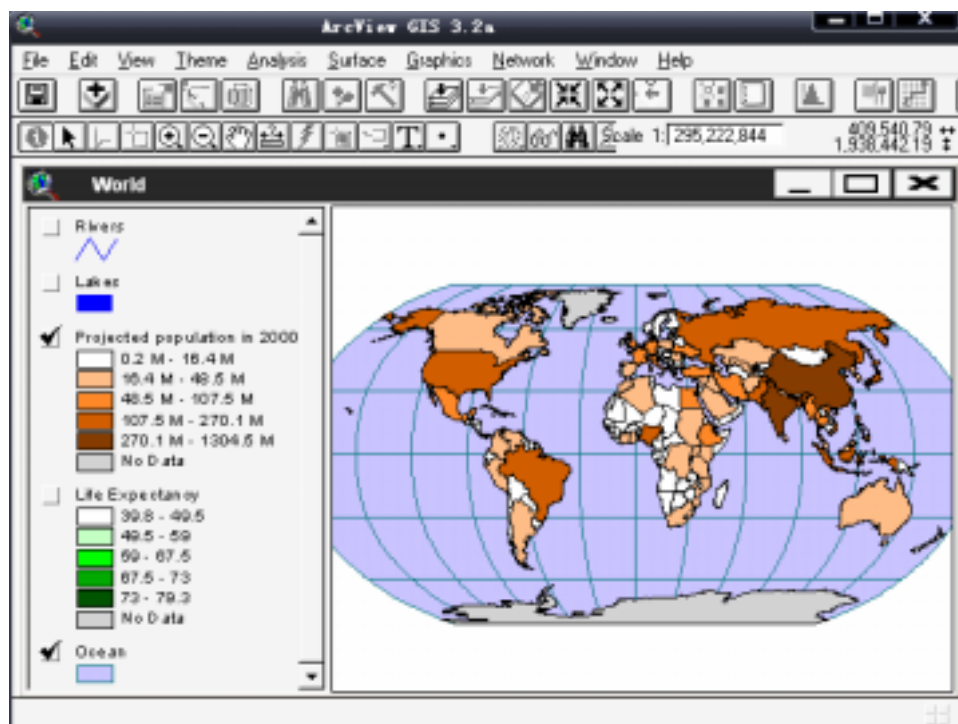 ArcView GIS 3.2a
File Edit View Theme Analysis Surface Graphics Network Window Help
T Scale 1: 295,222,844 409,540.79
1,938,442.19
World
Rivers
Lakes
Projected population in 2000
0.2 M - 16.4 M
16.4 M - 48.5 M
48.5 M - 107.5 M
107.5 M - 270.1 M
270.1 M - 1304.5 M
No Data
Life Expectancy
39.8 - 49.5
49.5 - 59
59 - 67.5
67.5 - 73
73 - 79.3
No Data
Ocean